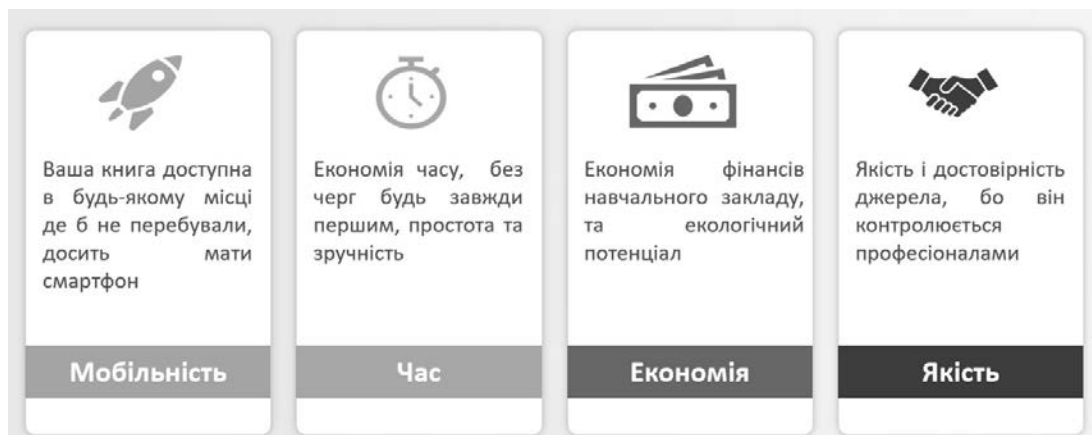 Ваша книга доступна
в будь-якому місці
де б не перебували,
досить мати
смартфон
Мобільність
Економія часу, без
черг будь завжди
першим, простота та
зручність
Час
Економія фінансів
навчального закладу,
та екологічний
потенціал
Економія
Якість і достовірність
джерела, бо він
контролюється
професіоналами
Якість